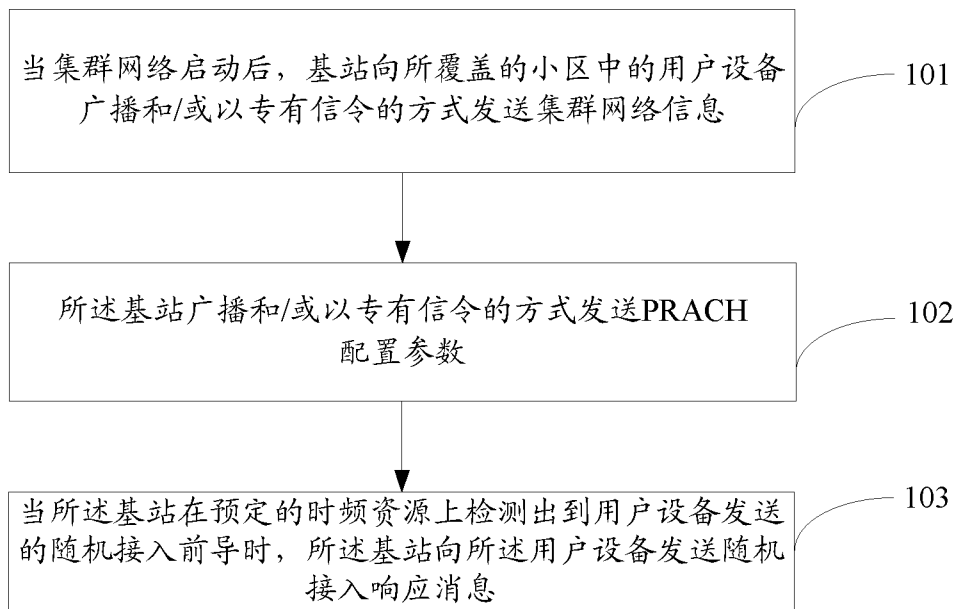 当集群网络启动后，基站向所覆盖的小区中的用户设备
广播和/或以专有信令的方式发送集群网络信息
101
所述基站广播和/或以专有信令的方式发送PRACH
配置参数
102
当所述基站在预定的时频资源上检测出到用户设备发送
的随机接入前导时，所述基站向所述用户设备发送随机
接入响应消息
103